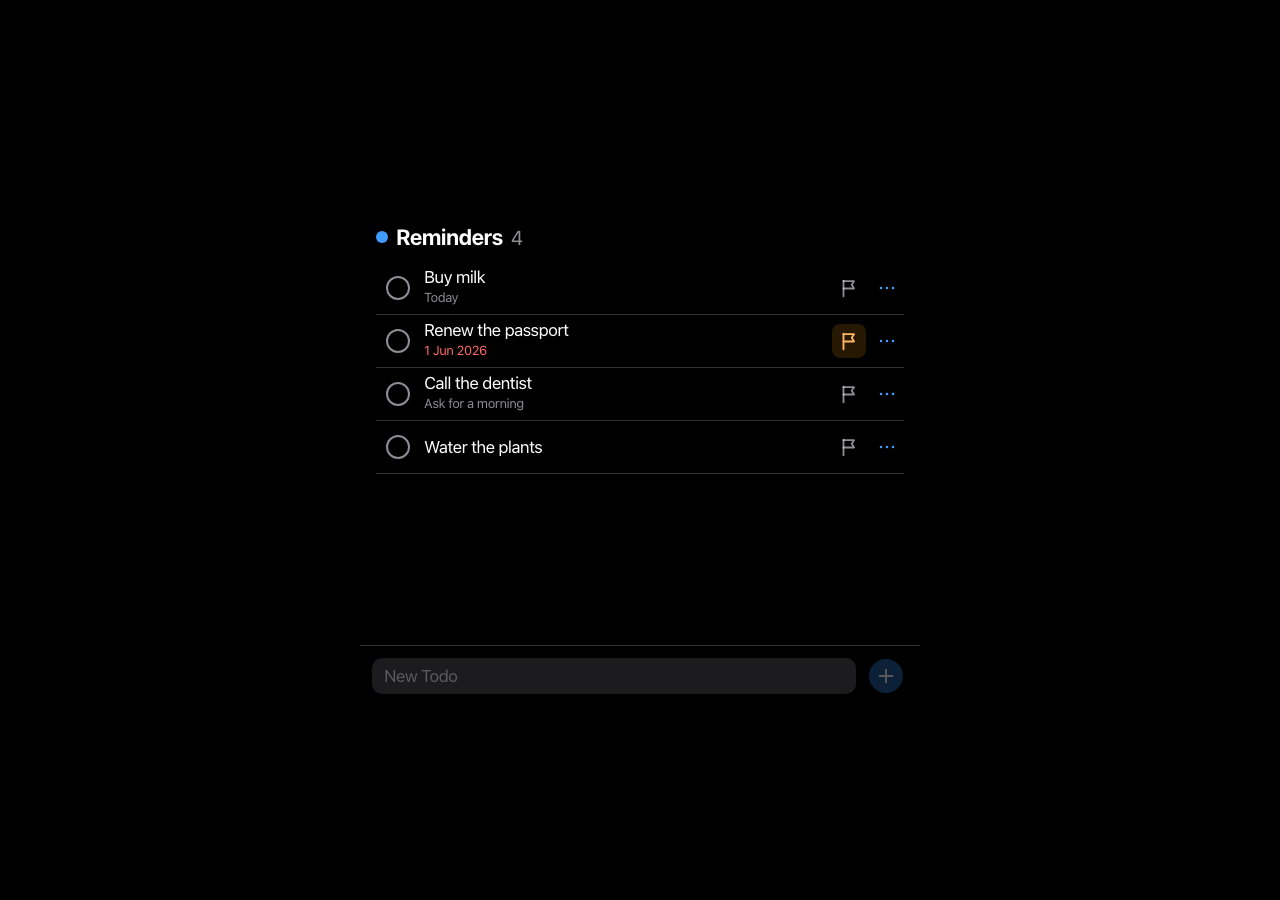 Reminders 4
Buy milk
Today
Renew the passport
1 Jun 2026
Call the dentist
Ask for a morning
Water the plants
New Todo